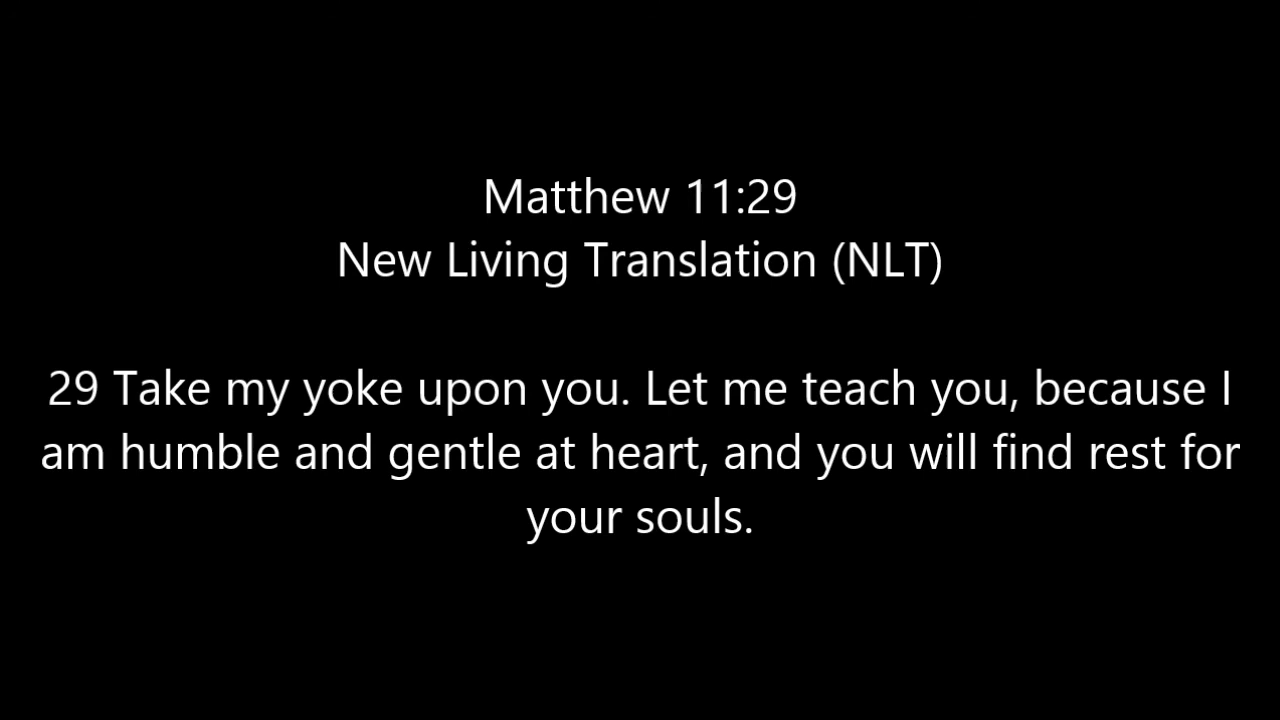 Matthew 11:29
New Living Translation (NLT)
29 Take my yoke upon you. Let me teach you, because I
am humble and gentle at heart, and you will find rest for
your souls.